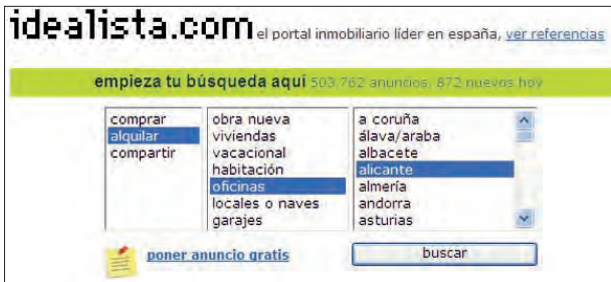 idealista.com el portal inmobiliario líder en españa, ver referencias
empieza tu búsqueda aquí 503.762 anuncios, 872 nuevos hoy
comprar
alquilar
compartir
obra nueva
viviendas
vacacional
habitación
oficinas
locales o naves
garajes
a coruña
álava/araba
albacete
alicante
almería
andorra
asturias
poner anuncio gratis
buscar